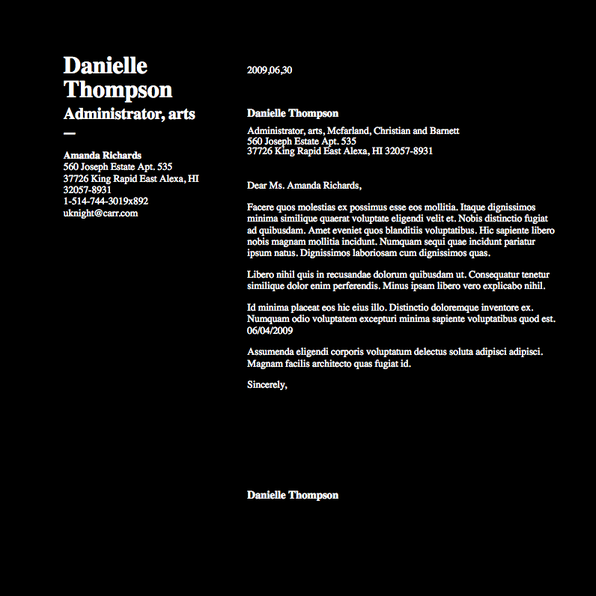 Danielle
Thompson
Administrator, arts
—
Amanda Richards
560 Joseph Estate Apt. 535
37726 King Rapid East Alexa, HI
32057-8931
1-514-744-3019x892
uknight@carr.com
2009,06,30
Danielle Thompson
Administrator, arts, Mcfarland, Christian and Barnett
560 Joseph Estate Apt. 535
37726 King Rapid East Alexa, HI 32057-8931
Dear Ms. Amanda Richards,
Facere quos molestias ex possimus esse eos mollitia. Itaque dignissimos
minima similique quaerat voluptate eligendi velit et. Nobis distinctio fugiat
ad quibusdam. Amet eveniet quos blanditiis voluptatibus. Hic sapiente libero
nobis magnam mollitia incidunt. Numquam sequi quae incidunt pariatur
ipsum natus. Dignissimos laboriosam cum dignissimos quas.
Libero nihil quis in recusandae dolorum quibusdam ut. Consequatur tenetur
similique dolor enim perferendis. Minus ipsam libero vero explicabo nihil.
Id minima placeat eos hic eius illo. Distinctio doloremque inventore ex.
Numquam odio voluptatem excepturi minima sapiente voluptatibus quod est.
06/04/2009
Assumenda eligendi corporis voluptatum delectus soluta adipisci adipisci.
Magnam facilis architecto quas fugiat id.
Sincerely,
Danielle Thompson